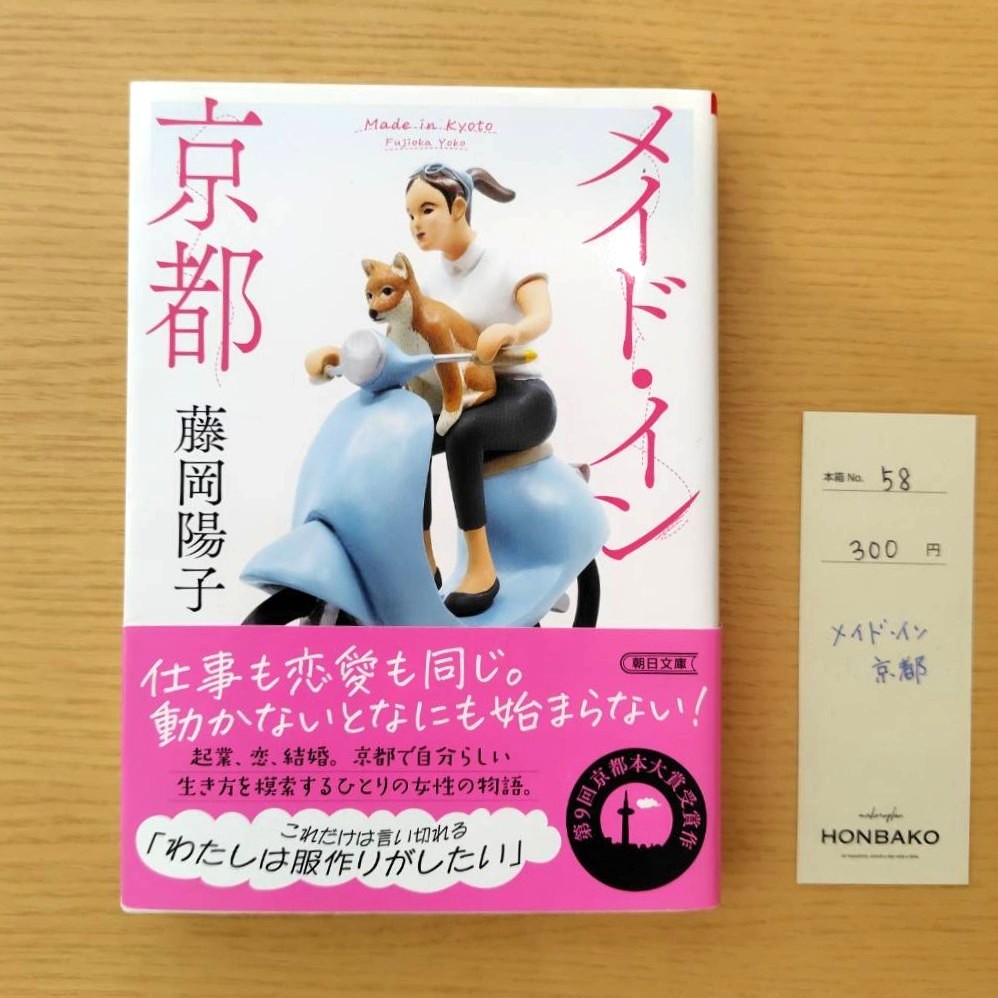 メイド・イン
京都
Made in Kyoto
Fujioka Yoko
藤岡陽子
朝日文庫
仕事も恋愛も同じ。
動かないとなにも始まらない！
起業、恋、結婚。京都で自分らしい
生き方を模索するひとりの女性の物語。
これだけは言い切れる
「わたしは服作りがしたい」
第9回京都本大賞受賞作
本箱No. 58
300 円
メイド・イン
京都
HONBAKO